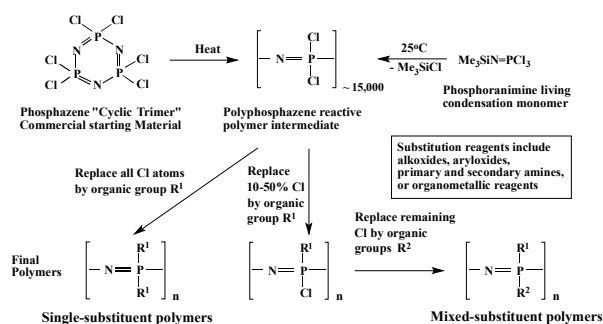 Cl
Cl
Cl
Cl
Cl
Cl
P
P
P
N
N
N
Heat
Cl
N
P
Cl
~ 15,000
25°C
- Me3SiCl
Me3SiN=PCl3
Phosphazene "Cyclic Trimer"
Commercial starting Material
Polyphosphazene reactive
polymer intermediate
Phosphoranimine living
condensation monomer
Replace all Cl atoms
by organic group R¹
Replace
10-50% Cl
by organic
group R¹
Substitution reagents include
alkoxides, aryloxides,
primary and secondary amines,
or organometallic reagents
Replace remaining
Cl by organic
groups R²
Final
Polymers
R¹
N
P
R¹
n
R¹
N
P
Cl
n
R¹
N
P
R²
n
Single-substituent polymers
Mixed-substituent polymers